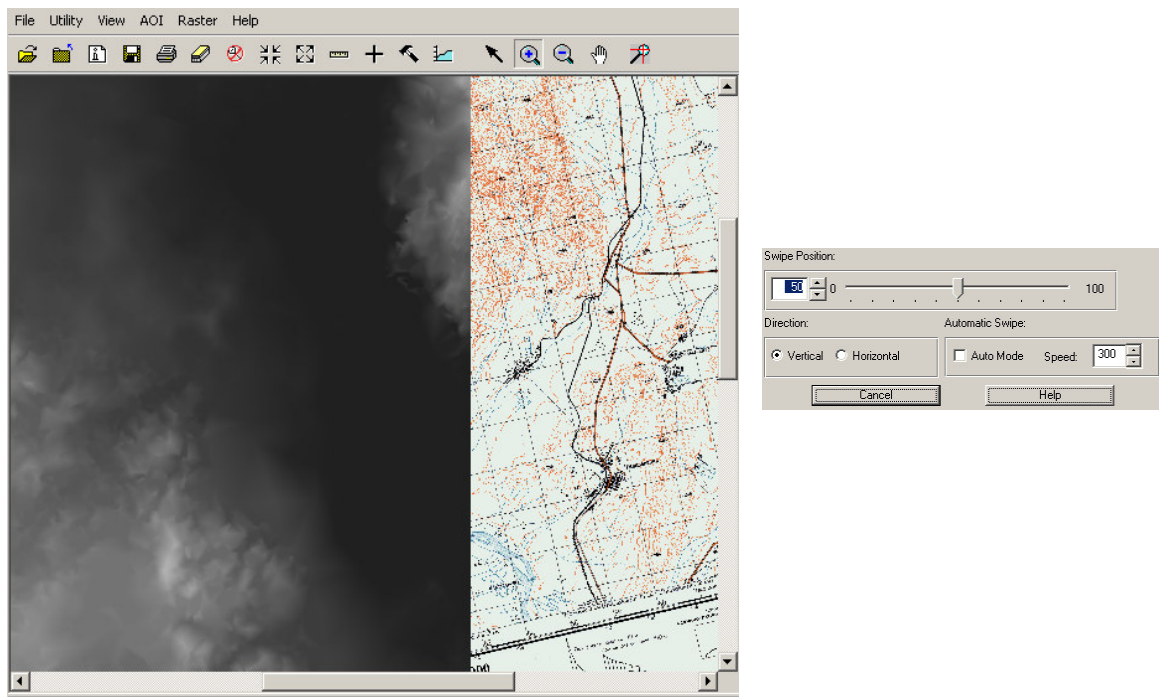 File Utility View AOI Raster Help
Swipe Position:
50 0 100
Direction: Automatic Swipe:
Vertical Horizontal Auto Mode Speed: 300
Cancel Help